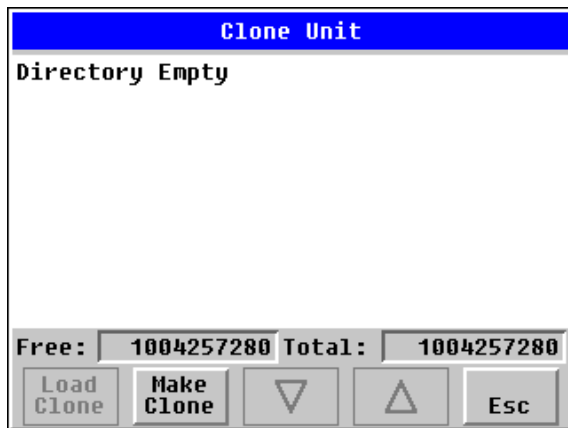 Clone Unit
Directory Empty
Free: 1004257280 Total: 1004257280
Load Clone
Make Clone
Esc